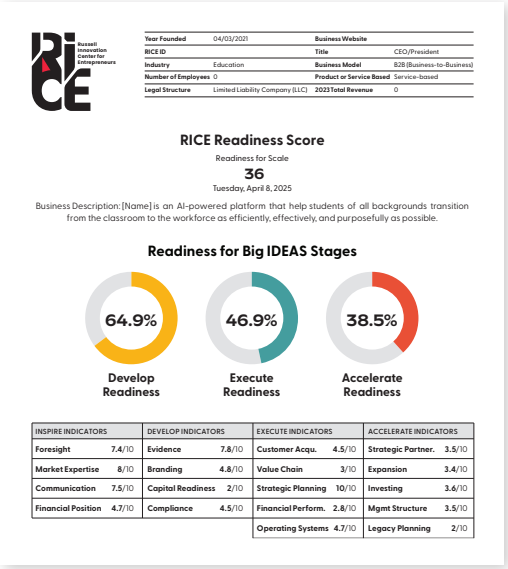 RICE
Russell
Innovation
Center for
Entrepreneurs
Year Founded 04/03/2021 Business Website
RICE ID Title CEO/President
Industry Education Business Model B2B (Business-to-Business)
Number of Employees 0 Product or Service Based Service-based
Legal Structure Limited Liability Company (LLC) 2023Total Revenue 0
RICE Readiness Score
Readiness for Scale
36
Tuesday, April 8, 2025
Business Description: [Name] is an AI-powered platform that help students of all backgrounds transition
from the classroom to the workforce as efficiently, effectively, and purposefully as possible.
Readiness for Big IDEAS Stages
64.9% 46.9% 38.5%
Develop Execute Accelerate
Readiness Readiness Readiness
INSPIRE INDICATORS DEVELOP INDICATORS EXECUTE INDICATORS ACCELERATE INDICATORS
Foresight 7.4/10 Evidence 7.8/10 Customer Acqu. 4.5/10 Strategic Partner. 3.5/10
Market Expertise 8/10 Branding 4.8/10 Value Chain 3/10 Expansion 3.4/10
Communication 7.5/10 Capital Readiness 2/10 Strategic Planning 10/10 Investing 3.6/10
Financial Position 4.7/10 Compliance 4.5/10 Financial Perform. 2.8/10 Mgmt Structure 3.5/10
Operating Systems 4.7/10 Legacy Planning 2/10